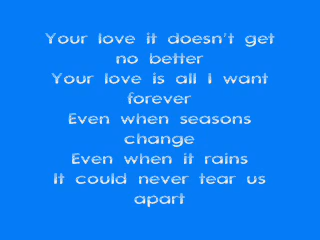 Your love it doesn't get
no better
Your love is all I want
forever
Even when seasons
change
Even when it rains
It could never tear us
apart